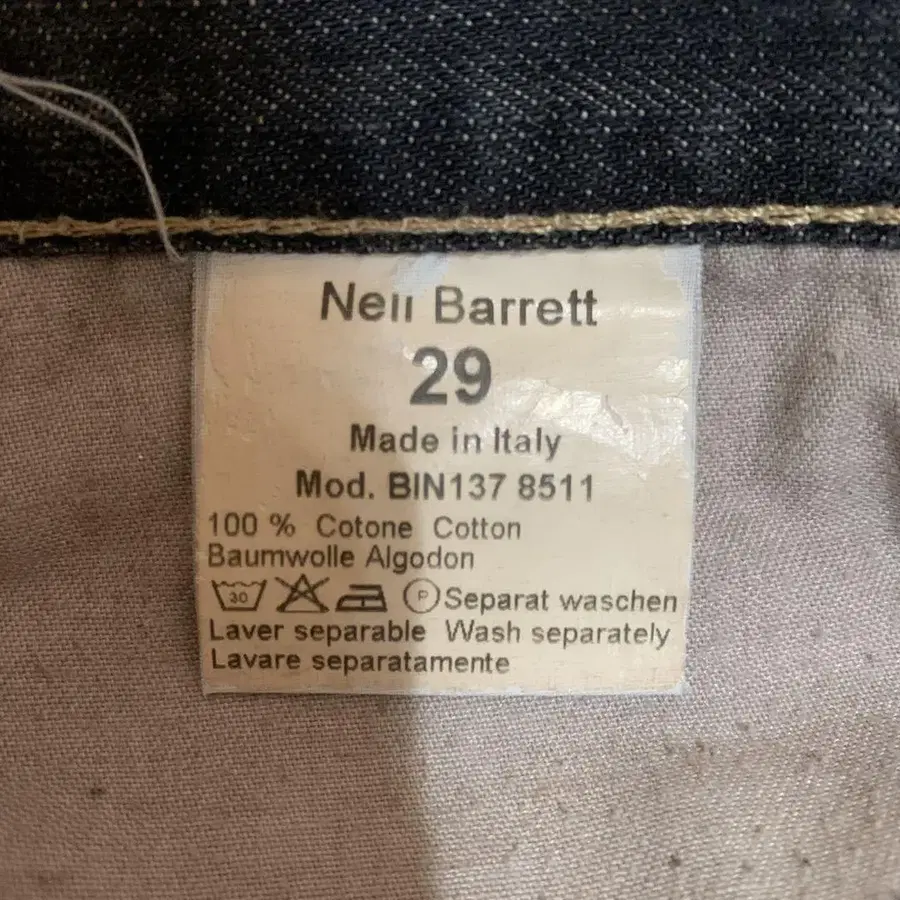 Neil Barrett
29
Made in Italy
Mod. BIN137 8511
100 % Cotone Cotton
Baumwolle Algodon
30 P Separat waschen
Laver separable Wash separately
Lavare separatamente